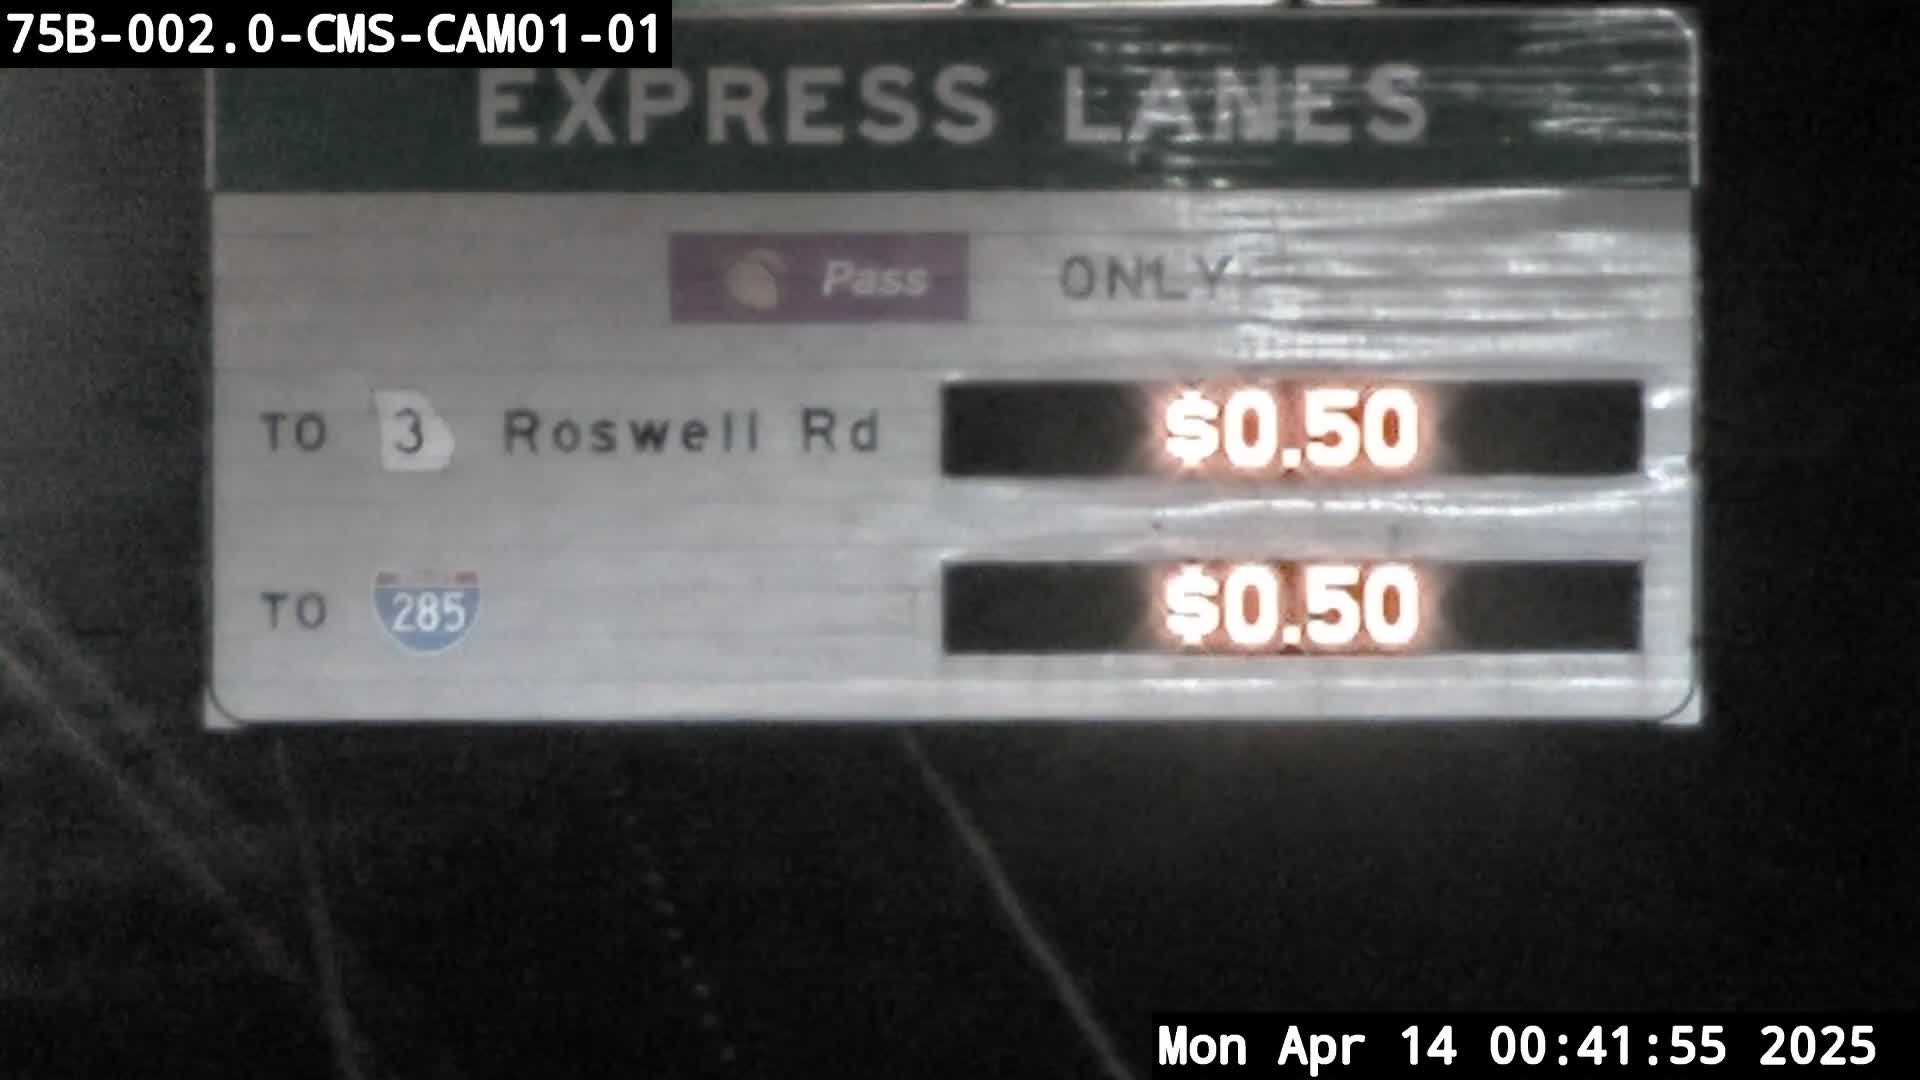 75B-002.0-CMS-CAM01-01
EXPRESS LANES
Pass ONLY
TO 3 Roswell Rd $0.50
TO 285 $0.50
Mon Apr 14 00:41:55 2025